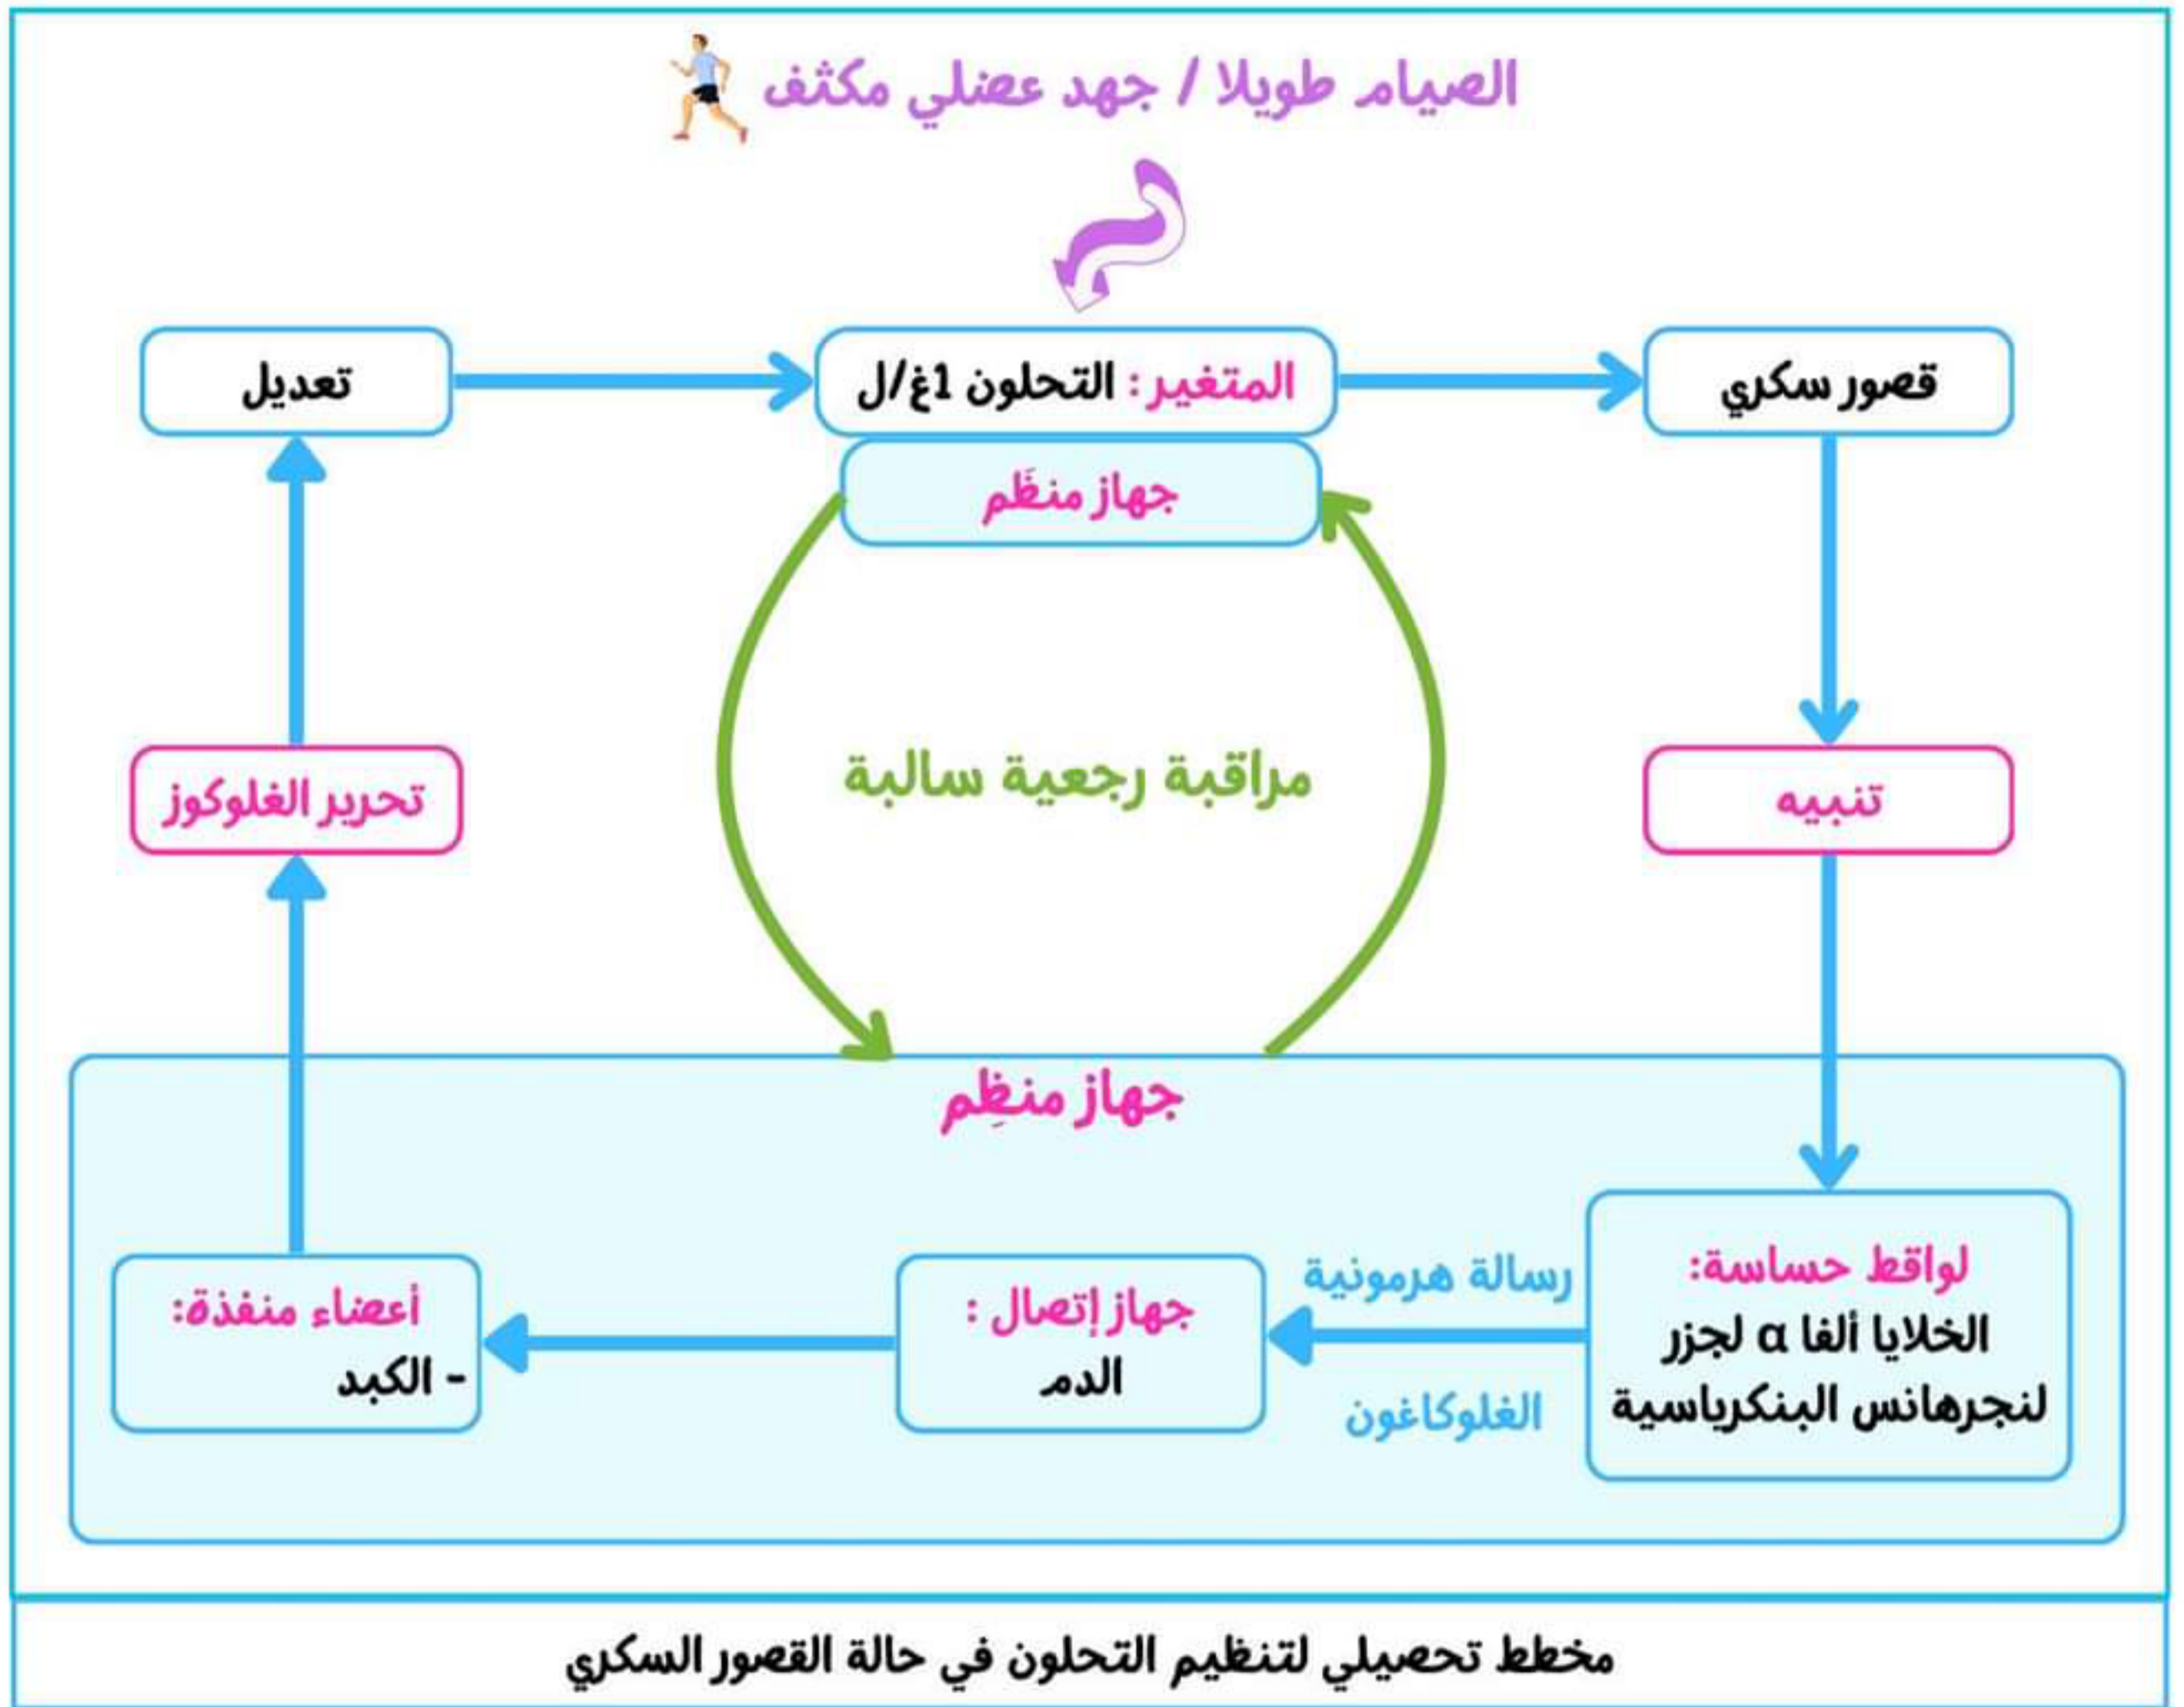 الصيام طويلا / جهد عضلي مكثف
قصور سكري
المتغير: التحلون 1غ/ل
تعديل
جهاز منظَم
تنبيه
مراقبة رجعية سالبة
تحرير الغلوكوز
جهاز منظِم
لواقط حساسة:
الخلايا ألفا α لجزر
لنجرهانس البنكرياسية
رسالة هرمونية
الغلوكاغون
جهاز إتصال :
الدم
أعضاء منفذة:
- الكبد
مخطط تحصيلي لتنظيم التحلون في حالة القصور السكري